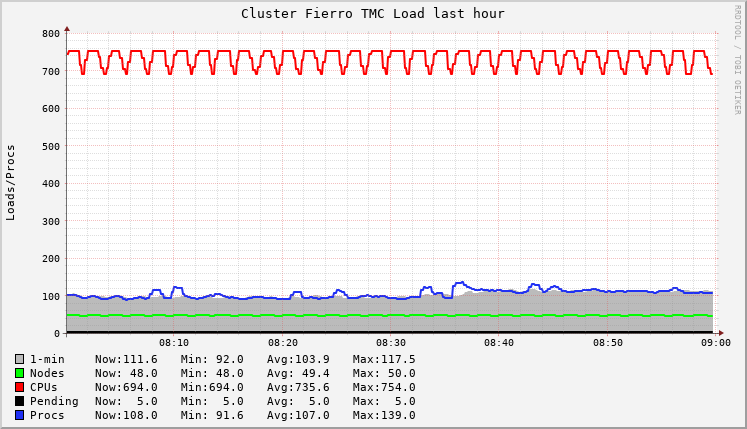 Cluster Fierro TMC Load last hour
RRDTOOL / TOBI OETIKER
Loads/Procs
800
700
600
500
400
300
200
100
0
08:10 08:20 08:30 08:40 08:50 09:00
1-min Now:111.6 Min: 92.0 Avg:103.9 Max:117.5
Nodes Now: 48.0 Min: 48.0 Avg: 49.4 Max: 50.0
CPUs Now:694.0 Min:694.0 Avg:735.6 Max:754.0
Pending Now: 5.0 Min: 5.0 Avg: 5.0 Max: 5.0
Procs Now:108.0 Min: 91.6 Avg:107.0 Max:139.0